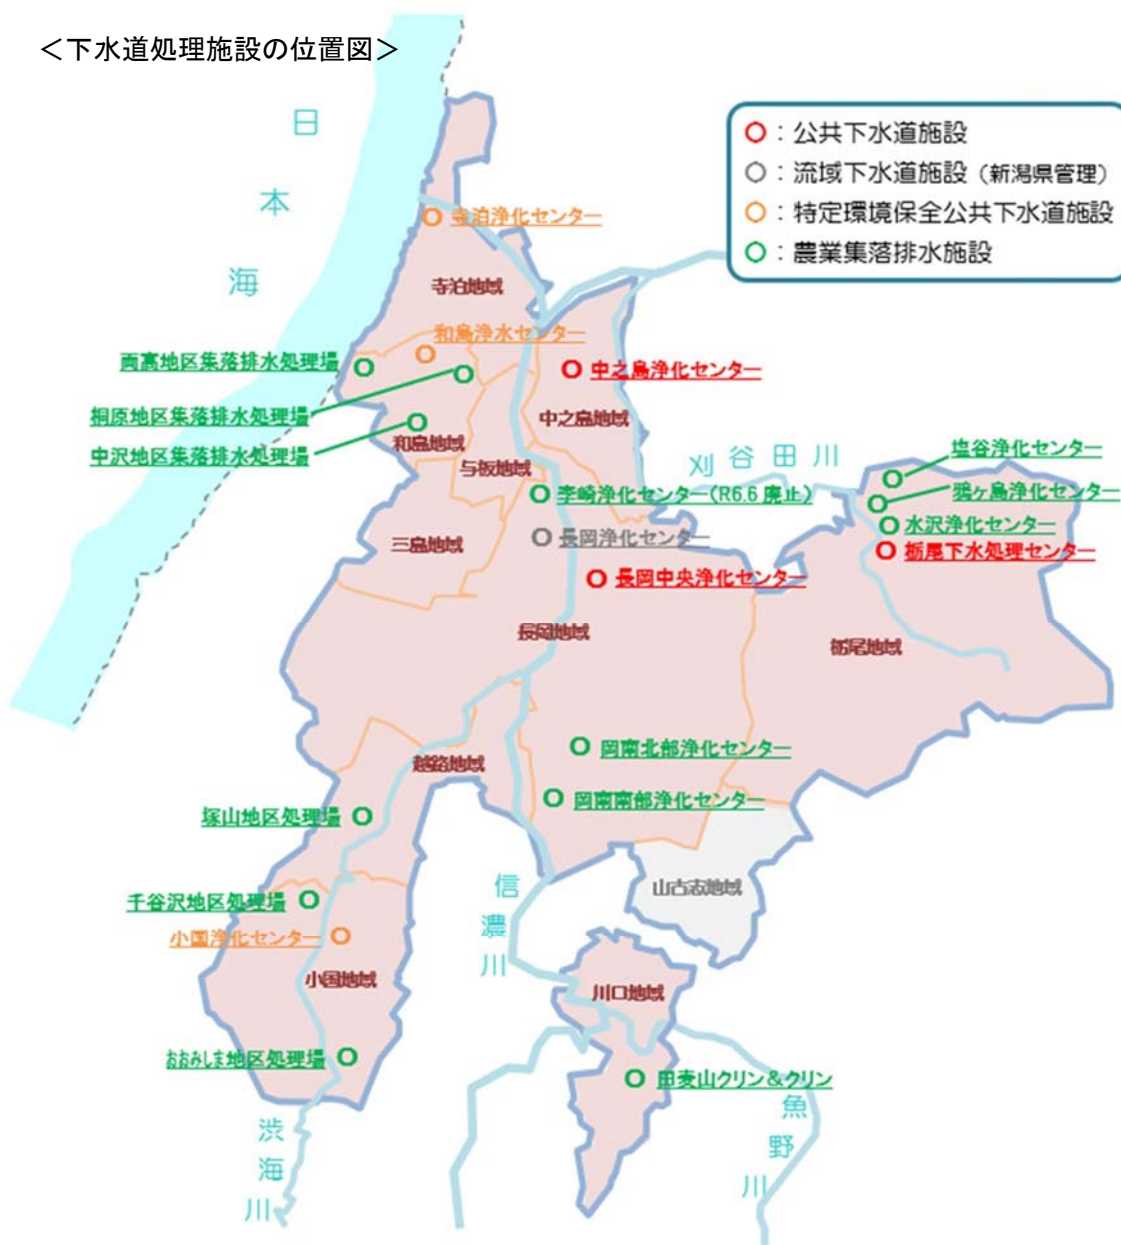 ＜下水道処理施設の位置図＞
日本海
○：公共下水道施設
○：流域下水道施設（新潟県管理）
○：特定環境保全公共下水道施設
○：農業集落排水施設
寺泊浄化センター
寺泊地域
和島浄水センター
両高地区集落排水処理場
中之島浄化センター
桐原地区集落排水処理場
中之島地域
和島地域
中沢地区集落排水処理場
与板地域
刈谷田川
塩谷浄化センター
鴉ヶ島浄化センター
李崎浄化センター（R6.6 廃止）
水沢浄化センター
三島地域
長岡浄化センター
栃尾下水処理センター
長岡中央浄化センター
長岡地域
栃尾地域
岡南北部浄化センター
越路地域
岡南南部浄化センター
塚山地区処理場
山古志地域
千谷沢地区処理場
信濃川
小国浄化センター
小国地域
川口地域
おおみしま地区処理場
田麦山クリン＆クリン
魚野川
渋海川